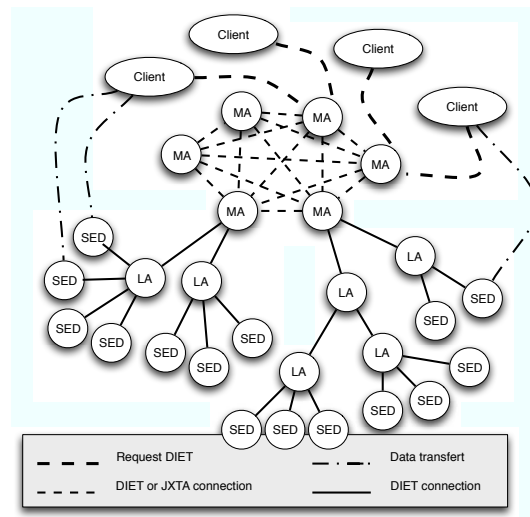 Client
Client
Client
Client
MA
MA
MA
MA
MA
MA
SED
SED
LA
LA
LA
SED
LA
SED
SED
SED
SED
SED
SED
LA
LA
SED
SED
SED
SED
SED
SED
SED
Request DIET
Data transfert
DIET or JXTA connection
DIET connection